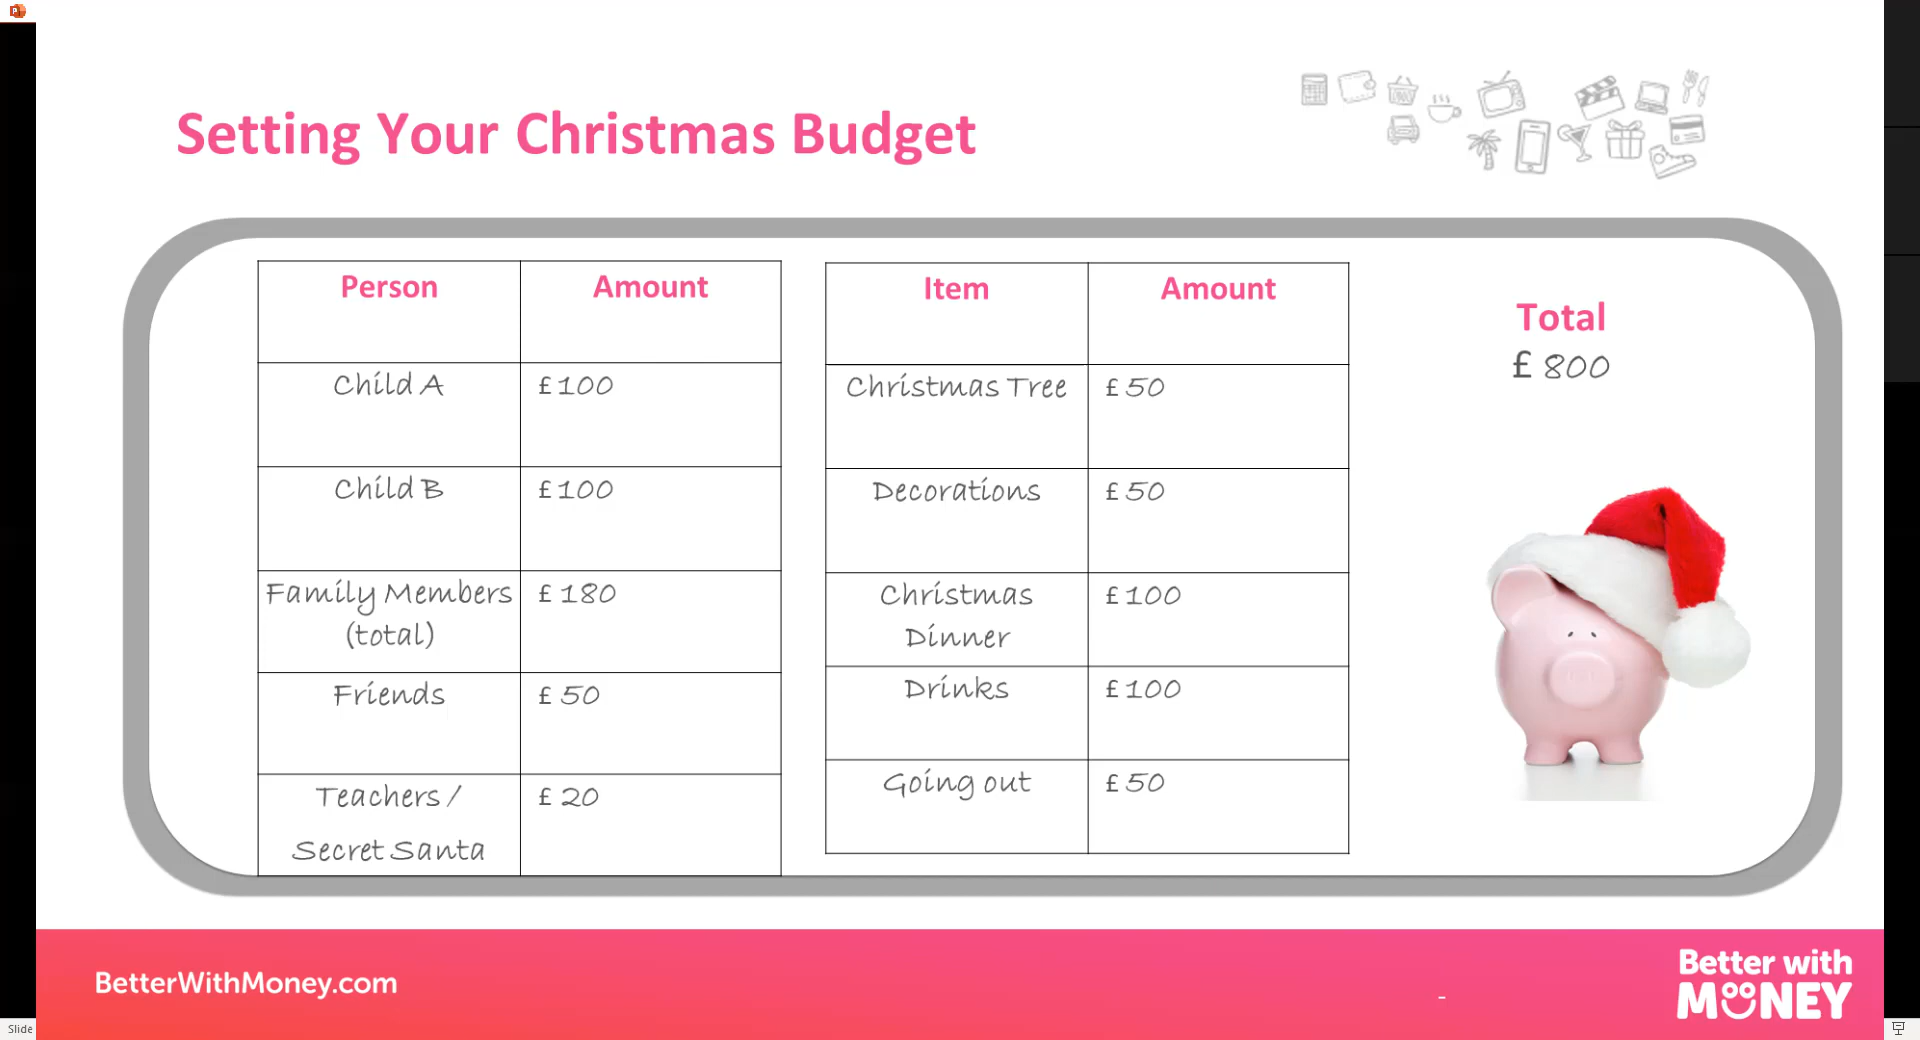 Setting Your Christmas Budget
Person Amount
Child A £100
Child B £100
Family Members £ 180
(total)
Friends £ 50
Teachers / £ 20
Secret Santa
Item Amount
Christmas Tree £50
Decorations £50
Christmas £100
Dinner
Drinks £100
Going out £50
Total
£ 800
BetterWithMoney.com
-
Better with
MONEY
Slide